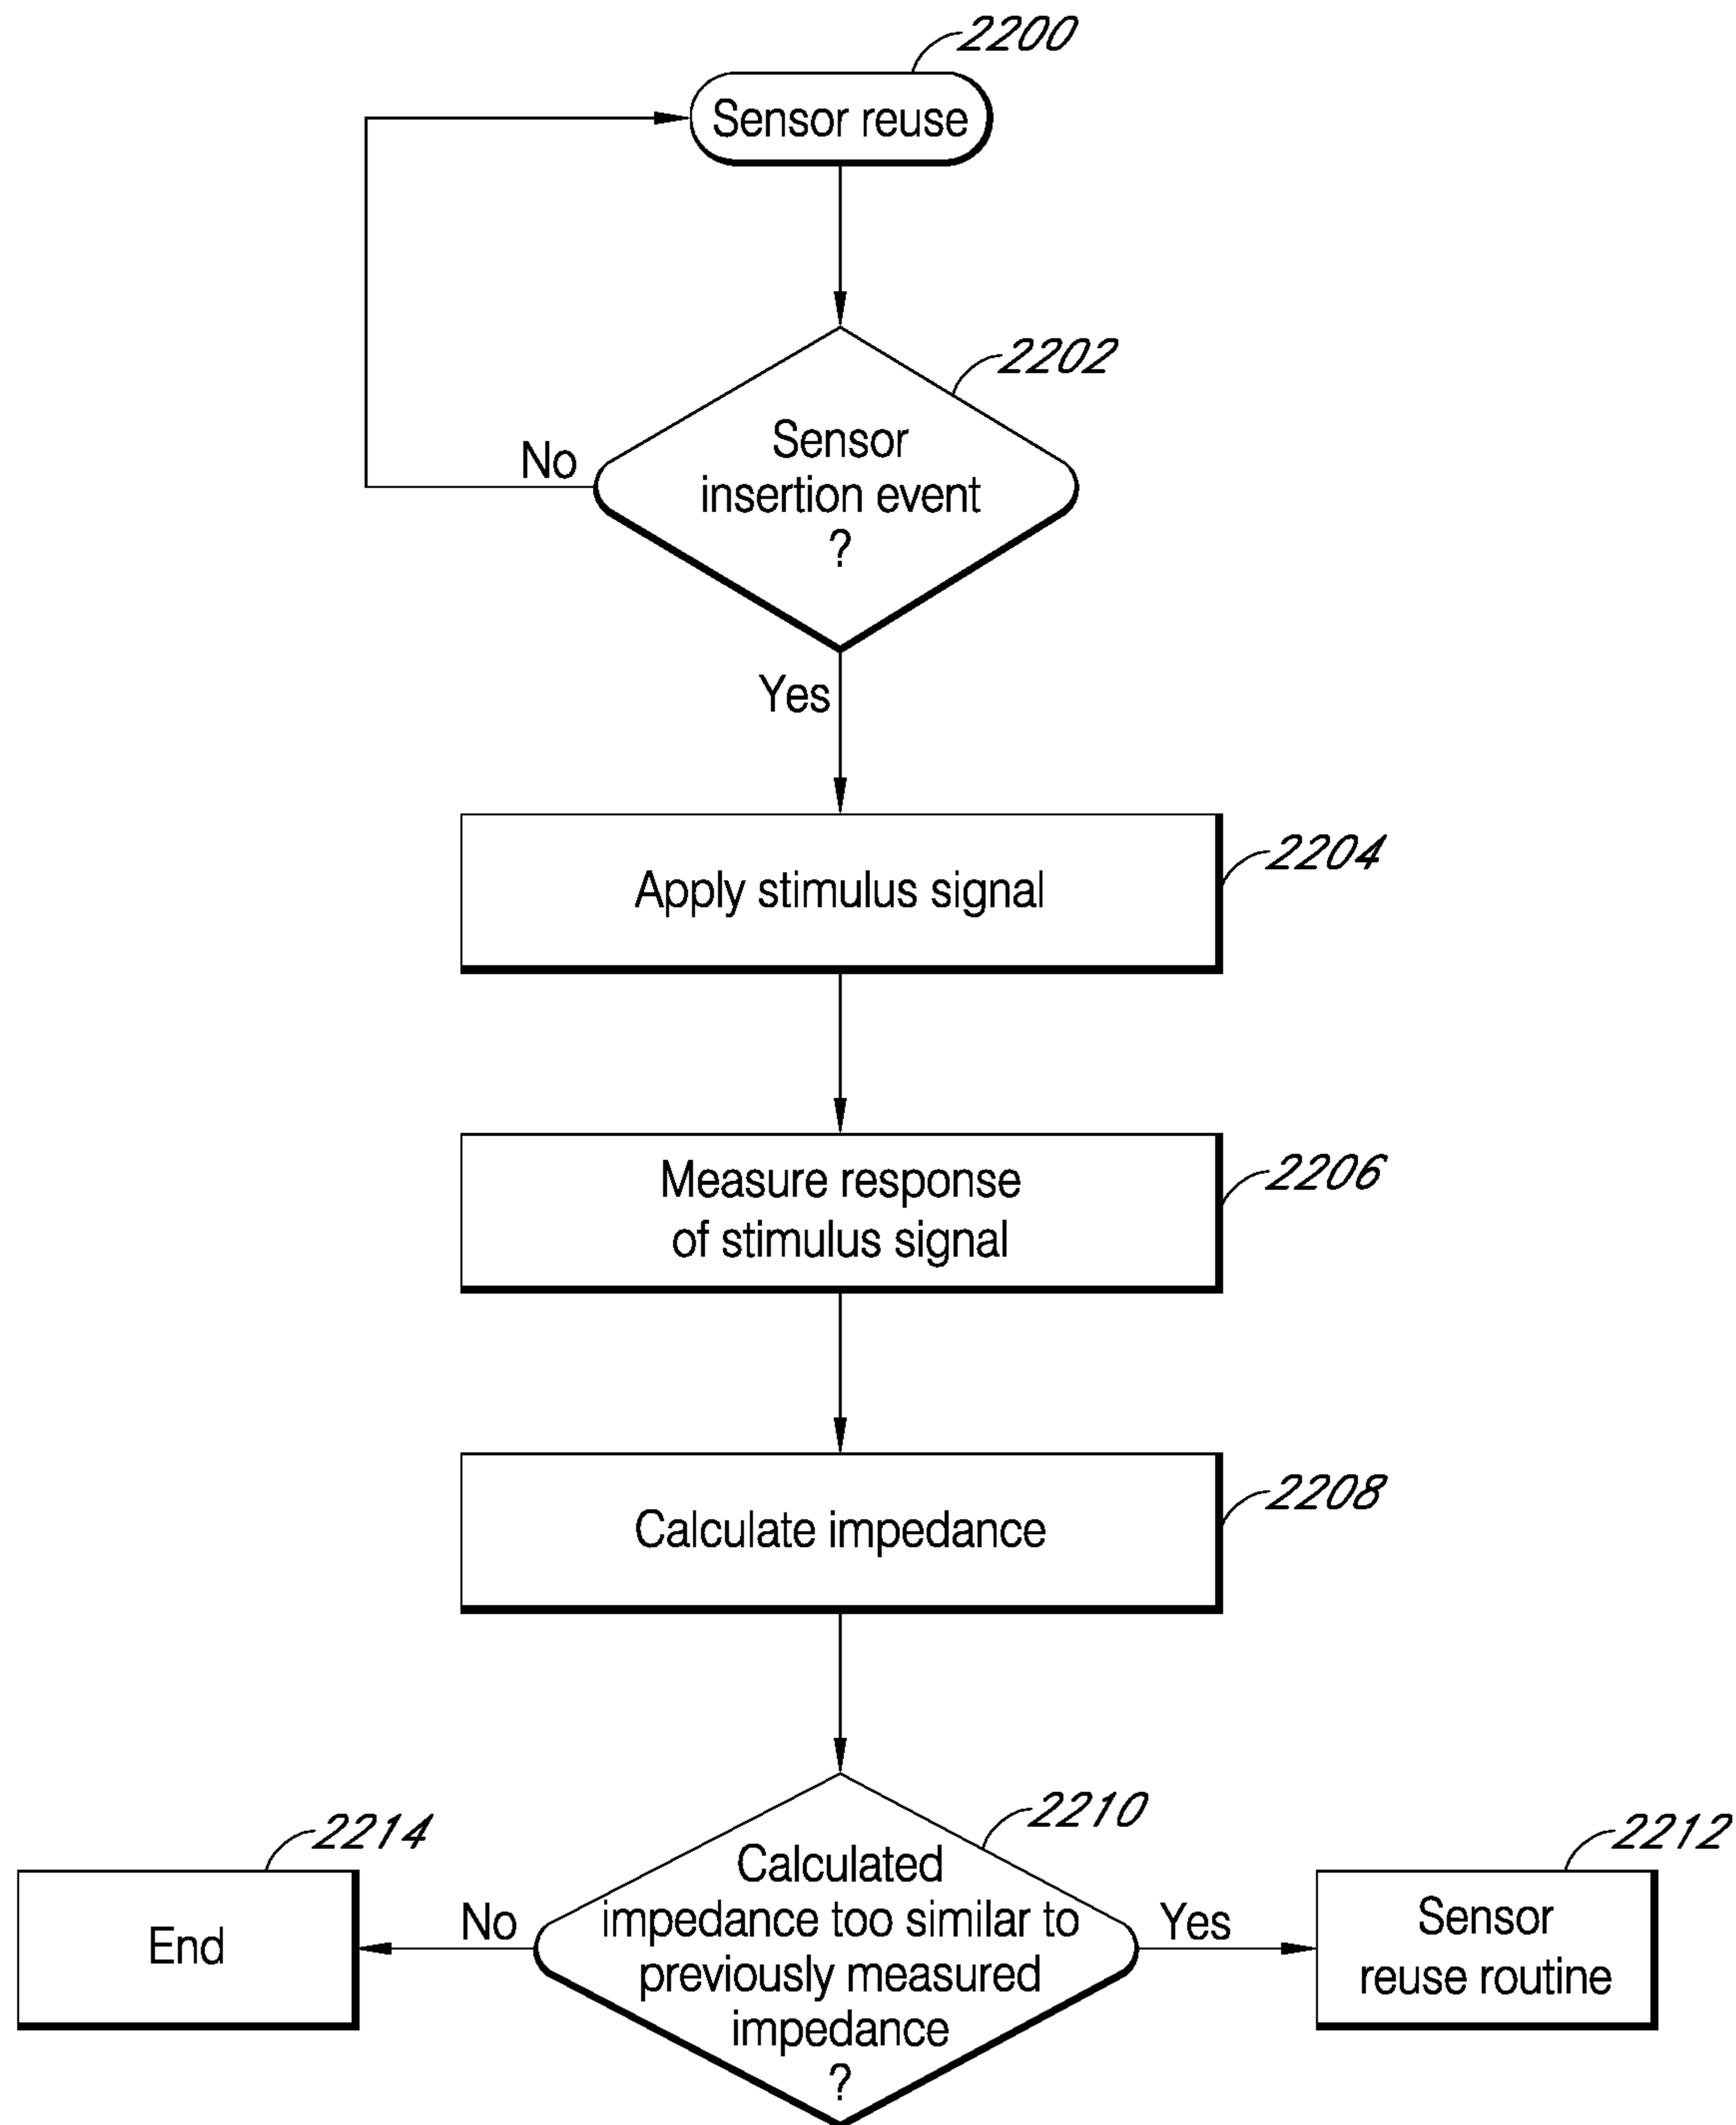 2200
Sensor reuse
2202
Sensor
insertion event
?
No
Yes
2204
Apply stimulus signal
2206
Measure response
of stimulus signal
2208
Calculate impedance
2210
Calculated
impedance too similar to
previously measured
impedance
?
No
Yes
2214
End
2212
Sensor
reuse routine